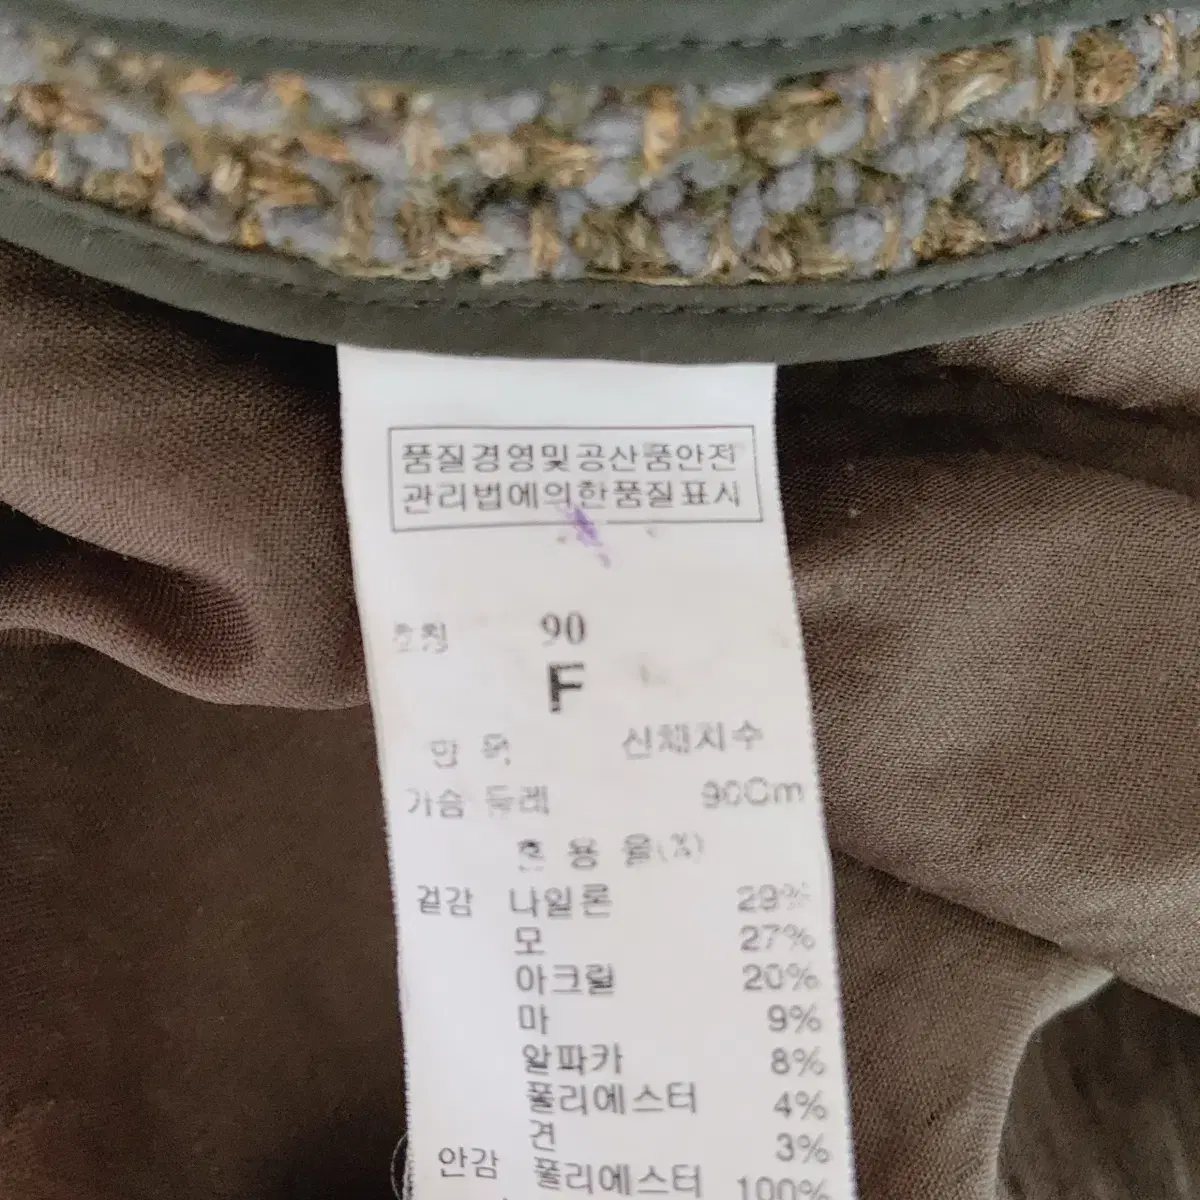 품질경영및공산품안전
관리법에의한품질표시
호칭 90
F
신체치수
가슴 둘레 90Cm
혼 용 율(%)
겉감 나일론 29%
모 27%
아크릴 20%
마 9%
알파카 8%
폴리에스터 4%
견 3%
안감 폴리에스터 100%